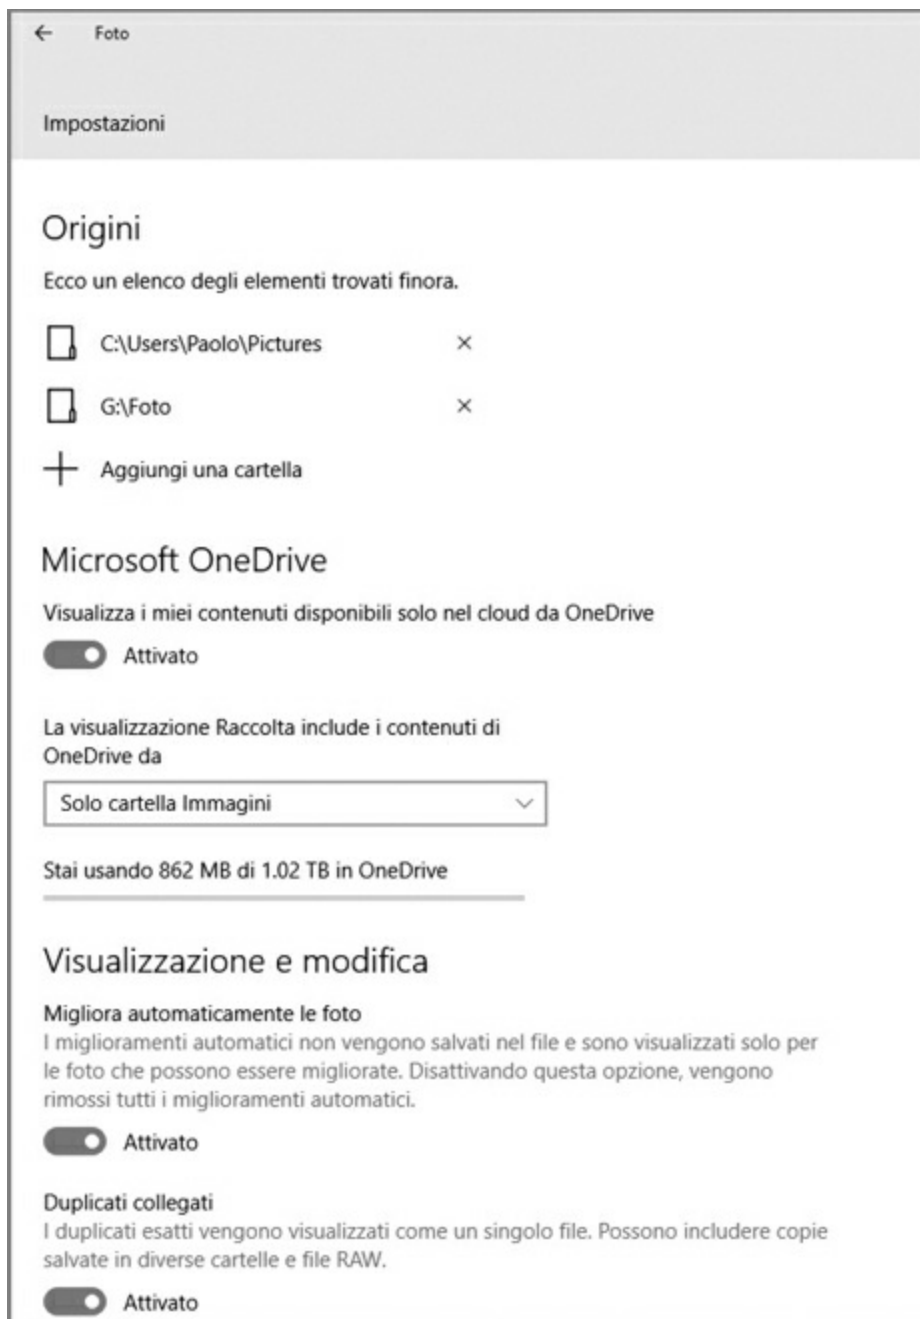 Foto
Impostazioni
Origini
Ecco un elenco degli elementi trovati finora.
C:\Users\Paolo\Pictures
G:\Foto
Aggiungi una cartella
Microsoft OneDrive
Visualizza i miei contenuti disponibili solo nel cloud da OneDrive
Attivato
La visualizzazione Raccolta include i contenuti di
OneDrive da
Solo cartella Immagini
Stai usando 862 MB di 1.02 TB in OneDrive
Visualizzazione e modifica
Migliora automaticamente le foto
I miglioramenti automatici non vengono salvati nel file e sono visualizzati solo per
le foto che possono essere migliorate. Disattivando questa opzione, vengono
rimossi tutti i miglioramenti automatici.
Attivato
Duplicati collegati
I duplicati esatti vengono visualizzati come un singolo file. Possono includere copie
salvate in diverse cartelle e file RAW.
Attivato